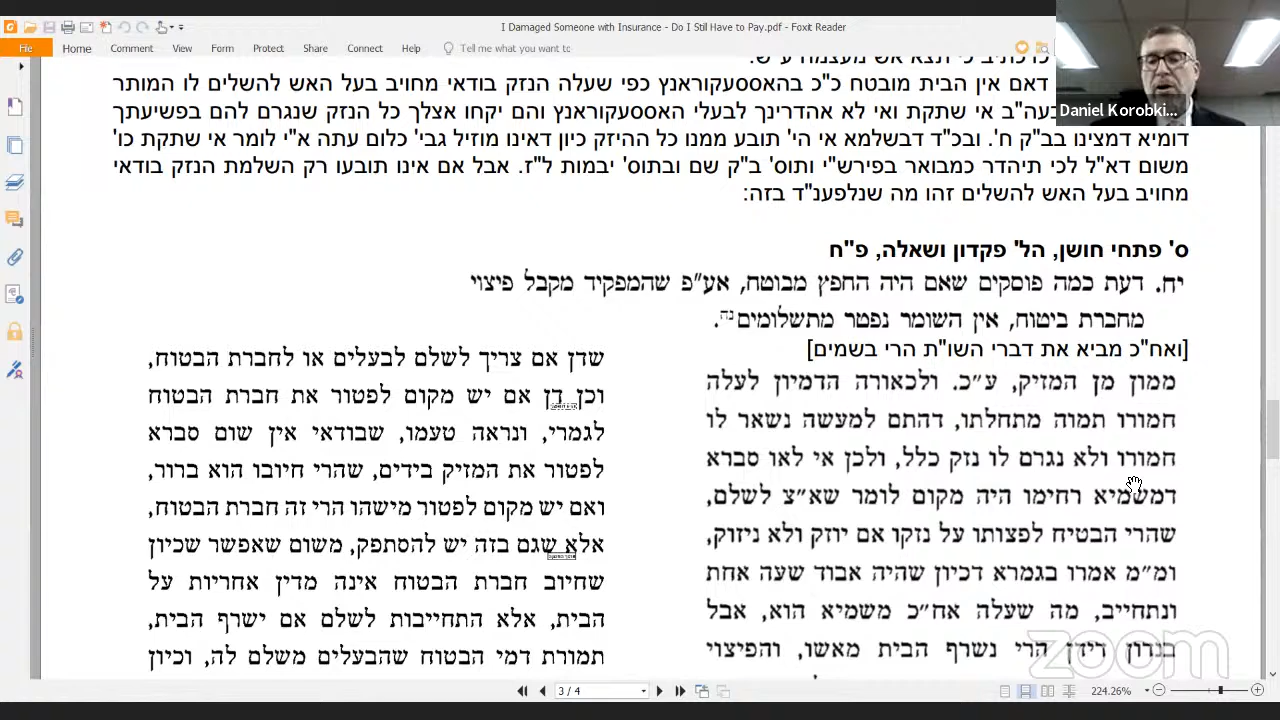 I Damaged Someone with Insurance - Do I Still Have to Pay.pdf - Foxit Reader
File Home Comment View Form Protect Share Connect Help Tell me what you want to
Daniel Korobki...
דאם אין הבית מובטח כ"כ בהאססעקוראנץ כפי שעלה הנזק בודאי מחויב בעל האש להשלים לו המותר
בעה"ב אי שתקת ואי לא אהדרינך לבעלי האססעקוראנץ והם יקחו אצלך כל הנזק שנגרם להם בפשיעתך
דומיא דמצינו בב"ק ח'. ובכ"ד דבשלמא אי הי' תובע ממנו כל ההיזק כיון דאינו מוזיל גבי' כלום עתה א"י לומר אי שתקת כו'
משום דא"ל לכי תיהדר כמבואר בפירש"י ותוס' ב"ק שם ובתוס' יבמות ל"ז. אבל אם אינו תובעו רק השלמת הנזק בודאי
מחויב בעל האש להשלים זהו מה שנלפענ"ד בזה:
ס' פתחי חושן, הל' פקדון ושאלה, פ"ח
יח. דעת כמה פוסקים שאם היה החפץ מבוטח, אע"פ שהמפקיד מקבל פיצוי
מחברת ביטוח, אין השומר נפטר מתשלומים נה.
[ואח"כ מביא את דברי השו"ת הרי בשמים]
ממון מן המזיק, ע״כ. ולכאורה הדמיון לעלה
חמורו תמוה מתחלתו, דהתם למעשה נשאר לו
חמורו ולא נגרם לו נזק כלל, ולכן אי לאו סברא
דמשמיא רחימו היה מקום לומר שא״צ לשלם,
שהרי הבטיח לפצותו על נזקו אם יוזק ולא ניזוק,
ומ״מ אמרו בגמרא דכיון שהיה אבוד שעה אחת
ונתחייב, מה שעלה אח״כ משמיא הוא, אבל
בנדון דידן הרי נשרף הבית מאשו, והפיצוי
שדן אם צריך לשלם לבעלים או לחברת הבטוח,
וכן דן אם יש מקום לפטור את חברת הבטוח
לגמרי, ונראה טעמו, שבודאי אין שום סברא
לפטור את המזיק בידים, שהרי חיובו הוא ברור,
ואם יש מקום לפטור מישהו הרי זה חברת הבטוח,
אלא שגם בזה יש להסתפק, משום שאפשר שכיון
שחיוב חברת הבטוח אינה מדין אחריות על
הבית, אלא התחייבות לשלם אם ישרף הבית,
תמורת דמי הבטוח שהבעלים משלם לה, וכיון
zoom
3 / 4
224.26%